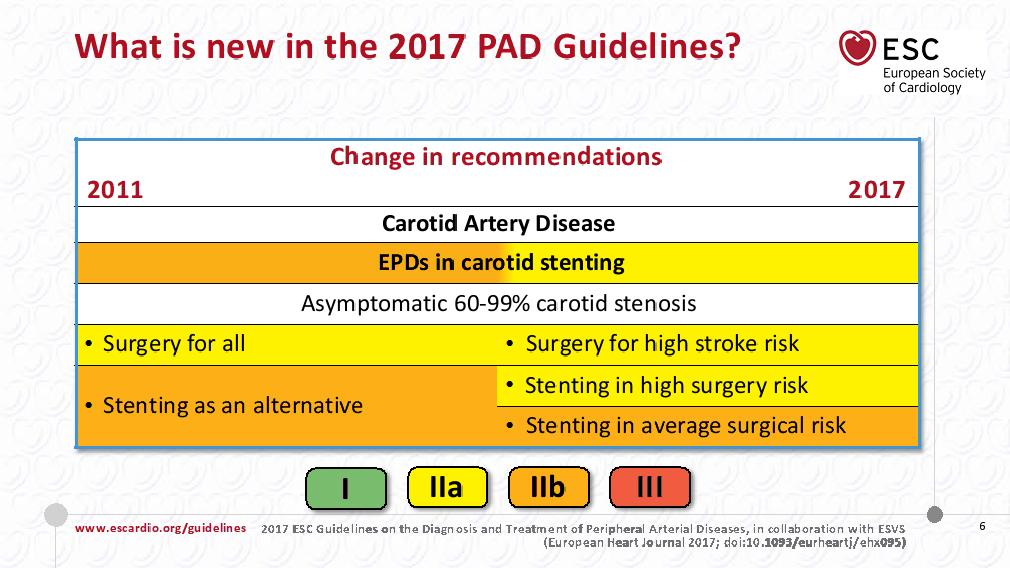 What is new in the 2017 PAD Guidelines?
ESC
European Society
of Cardiology
Change in recommendations
2011 2017
Carotid Artery Disease
EPDs in carotid stenting
Asymptomatic 60-99% carotid stenosis
• Surgery for all • Surgery for high stroke risk
• Stenting as an alternative • Stenting in high surgery risk
• Stenting in average surgical risk
I IIa IIb III
www.escardio.org/guidelines 2017 ESC Guidelines on the Diagnosis and Treatment of Peripheral Arterial Diseases, in collaboration with ESVS 6
(European Heart Journal 2017; doi:10.1093/eurheartj/ehx095)